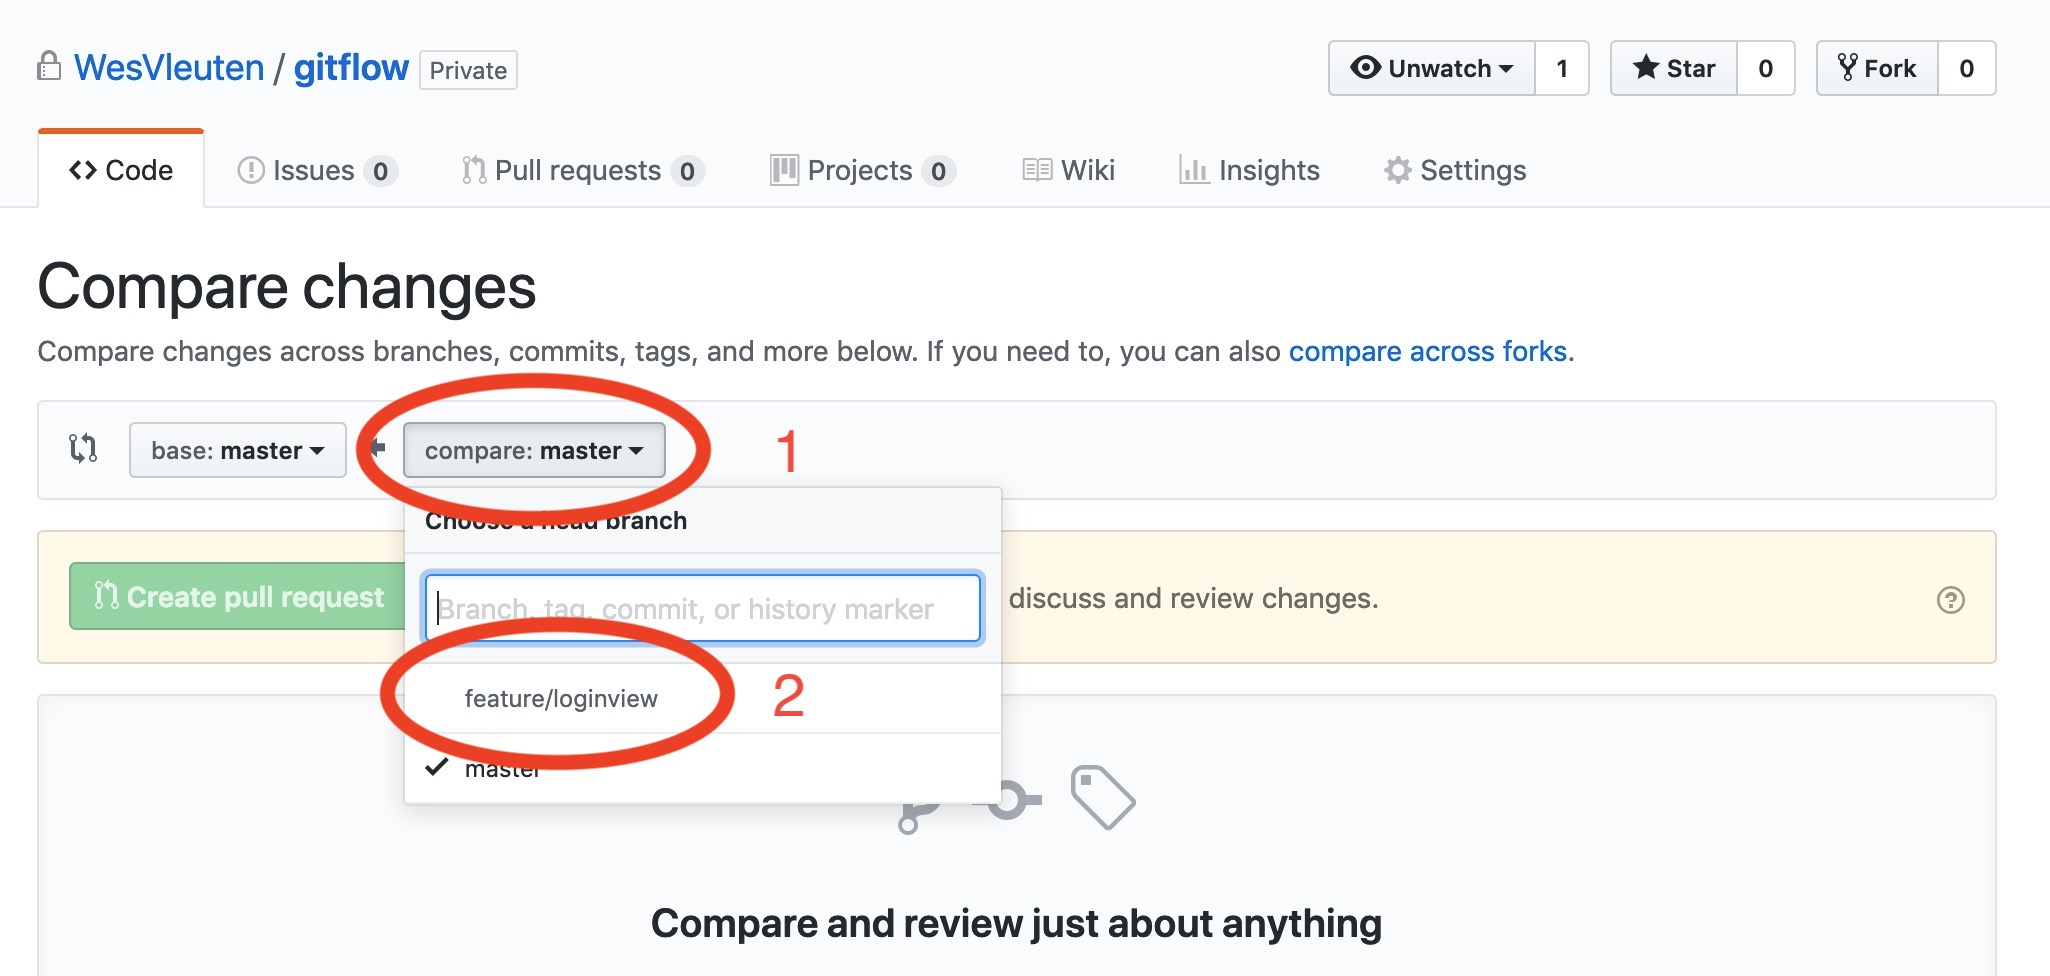 WesVleuten / gitflow Private
Unwatch 1 Star 0 Fork 0
Code Issues 0 Pull requests 0 Projects 0 Wiki Insights Settings
Compare changes
Compare changes across branches, commits, tags, and more below. If you need to, you can also compare across forks.
base: master compare: master 1
Choose a head branch
Create pull request Branch, tag, commit, or history marker discuss and review changes.
feature/loginview 2
master
Compare and review just about anything